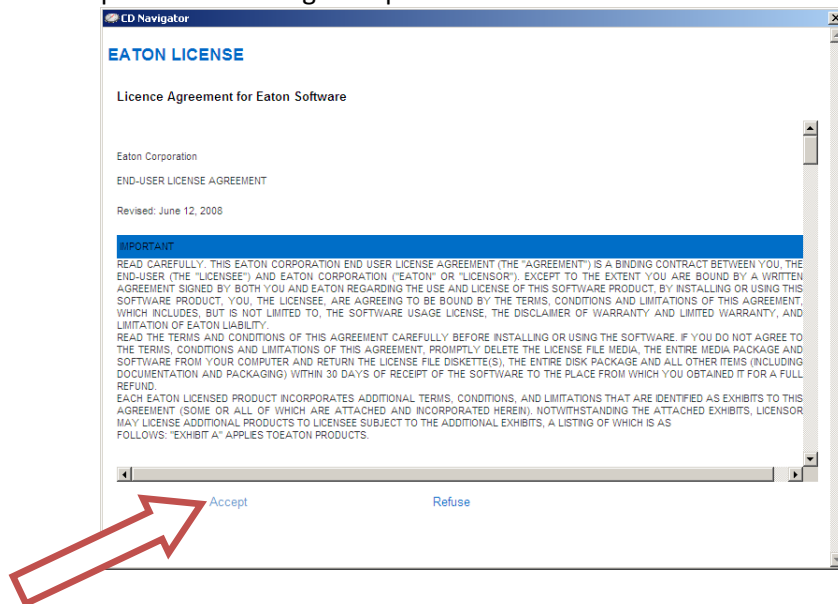 CD Navigator
EATON LICENSE
Licence Agreement for Eaton Software
Eaton Corporation
END-USER LICENSE AGREEMENT
Revised: June 12, 2008
IMPORTANT
READ CAREFULLY. THIS EATON CORPORATION END USER LICENSE AGREEMENT (THE "AGREEMENT") IS A BINDING CONTRACT BETWEEN YOU, THE
END-USER (THE "LICENSEE") AND EATON CORPORATION ("EATON" OR "LICENSOR"). EXCEPT TO THE EXTENT YOU ARE BOUND BY A WRITTEN
AGREEMENT SIGNED BY BOTH YOU AND EATON REGARDING THE USE AND LICENSE OF THIS SOFTWARE PRODUCT, BY INSTALLING OR USING THIS
SOFTWARE PRODUCT, YOU, THE LICENSEE, ARE AGREEING TO BE BOUND BY THE TERMS, CONDITIONS AND LIMITATIONS OF THIS AGREEMENT,
WHICH INCLUDES, BUT IS NOT LIMITED TO, THE SOFTWARE USAGE LICENSE, THE DISCLAIMER OF WARRANTY AND LIMITED WARRANTY, AND
LIMITATION OF EATON LIABILITY.
READ THE TERMS AND CONDITIONS OF THIS AGREEMENT CAREFULLY BEFORE INSTALLING OR USING THE SOFTWARE. IF YOU DO NOT AGREE TO
THE TERMS, CONDITIONS AND LIMITATIONS OF THIS AGREEMENT, PROMPTLY DELETE THE LICENSE FILE MEDIA, THE ENTIRE MEDIA PACKAGE AND
SOFTWARE FROM YOUR COMPUTER AND RETURN THE LICENSE FILE DISKETTE(S), THE ENTIRE DISK PACKAGE AND ALL OTHER ITEMS (INCLUDING
DOCUMENTATION AND PACKAGING) WITHIN 30 DAYS OF RECEIPT OF THE SOFTWARE TO THE PLACE FROM WHICH YOU OBTAINED IT FOR A FULL
REFUND.
EACH EATON LICENSED PRODUCT INCORPORATES ADDITIONAL TERMS, CONDITIONS, AND LIMITATIONS THAT ARE IDENTIFIED AS EXHIBITS TO THIS
AGREEMENT (SOME OR ALL OF WHICH ARE ATTACHED AND INCORPORATED HEREIN). NOTWITHSTANDING THE ATTACHED EXHIBITS, LICENSOR
MAY LICENSE ADDITIONAL PRODUCTS TO LICENSEE SUBJECT TO THE ADDITIONAL EXHIBITS, A LISTING OF WHICH IS AS
FOLLOWS: "EXHIBIT A" APPLIES TOEATON PRODUCTS.
Accept Refuse